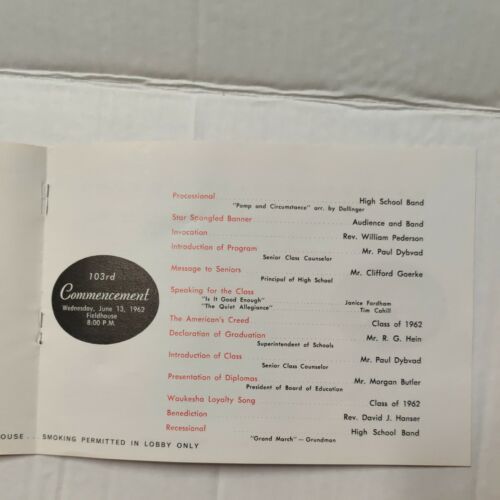 103rd
Commencement
Wednesday, June 13, 1962
Fieldhouse
8:00 P.M.
Processional High School Band
"Pomp and Circumstance" arr. by Dallinger
Star Spangled Banner Audience and Band
Invocation Rev. William Pederson
Introduction of Program Mr. Paul Dybvad
Senior Class Counselor
Message to Seniors Mr. Clifford Goerke
Principal of High School
Speaking for the Class
"Is It Good Enough" Janice Fardham
"The Quiet Allegiance" Tim Cahill
The American's Creed Class of 1962
Declaration of Graduation Mr. R. G. Hein
Superintendent of Schools
Introduction of Class Mr. Paul Dybvad
Senior Class Counselor
Presentation of Diplomas Mr. Morgan Butler
President of Board of Education
Waukesha Loyalty Song Class of 1962
Benediction Rev. David J. Hanser
Recessional High School Band
"Grand March" — Grundman
OUSE . . . SMOKING PERMITTED IN LOBBY ONLY